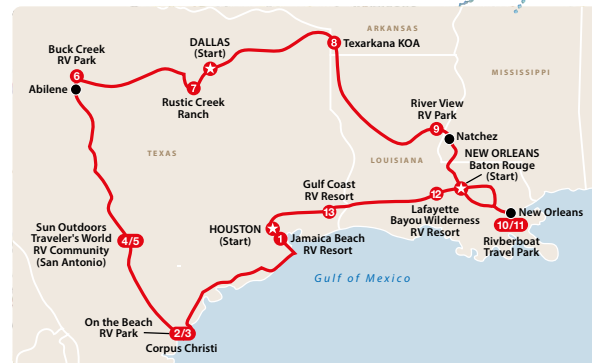 ARKANSAS
DALLAS
(Start)
8
Texarkana KOA
Buck Creek
RV Park
6
Abilene
7
Rustic Creek
Ranch
MISSISSIPPI
River View
RV Park
9
Natchez
TEXAS
LOUISIANA
NEW ORLEANS
Baton Rouge
(Start)
Gulf Coast
RV Resort
13
12
Lafayette
Bayou Wilderness
RV Resort
New Orleans
10/11
Rivberboat
Travel Park
HOUSTON
(Start)
1
Jamaica Beach
RV Resort
Sun Outdoors
Traveler's World
RV Community
(San Antonio)
4/5
Gulf of Mexico
On the Beach
RV Park
2/3
Corpus Christi